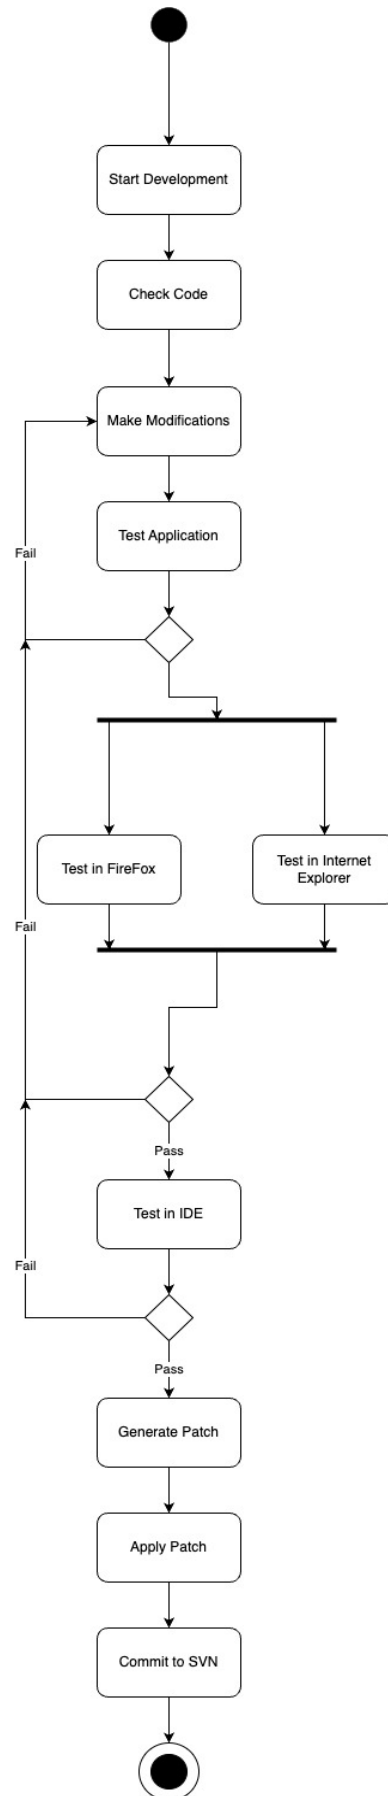 Start Development
Check Code
Make Modifications
Test Application
Fail
Test in FireFox
Test in Internet
Explorer
Fail
Pass
Test in IDE
Fail
Pass
Generate Patch
Apply Patch
Commit to SVN